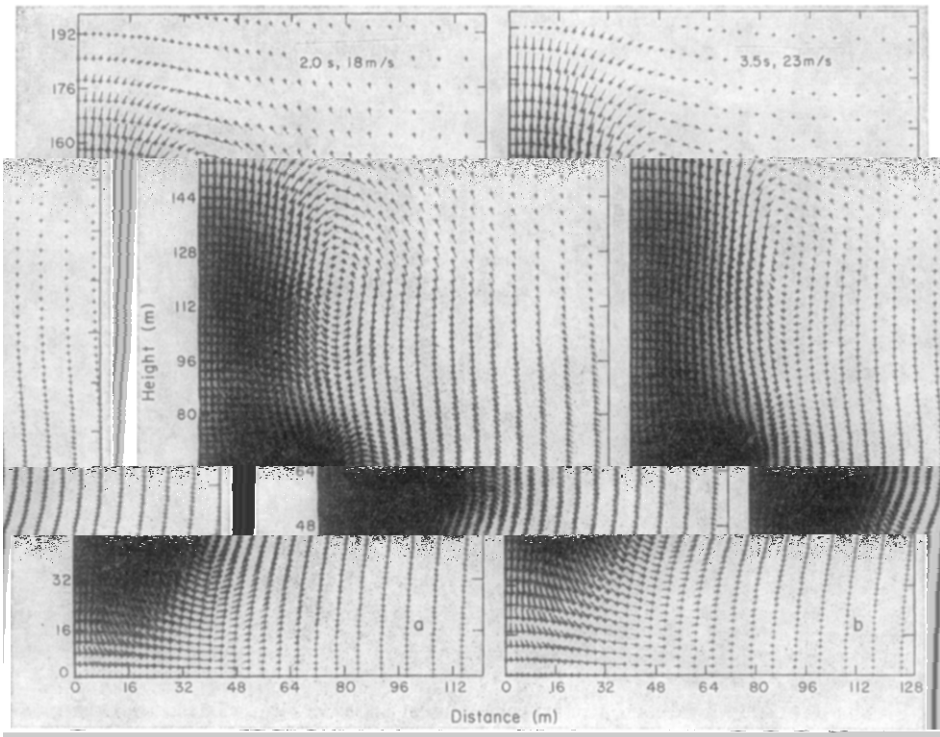 192
2.0 s, 18 m/s
3.5 s, 23 m/s
176
160
144
128
112
Height (m)
96
80
64
48
32
a
b
16
0
0 16 32 48 64 80 96 112
0 16 32 48 64 80 96 112 128
Distance (m)